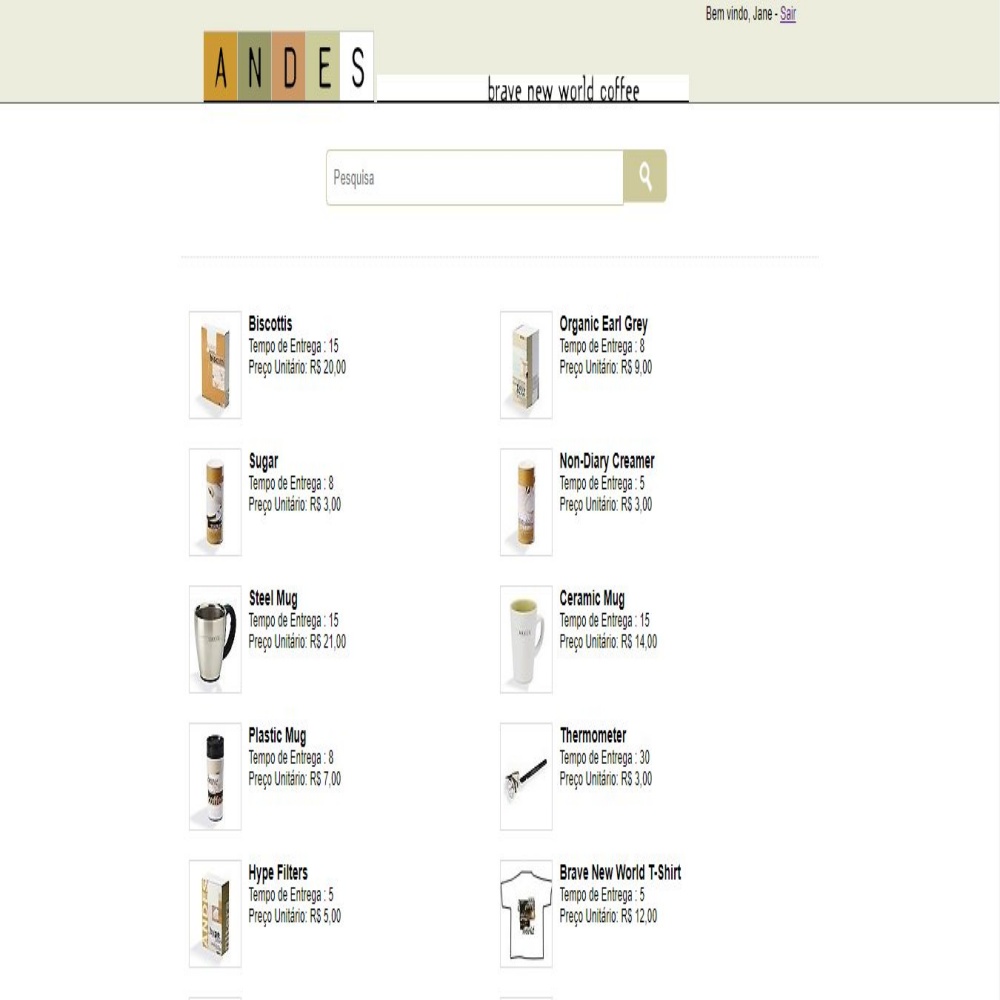 Bem vindo, Jane - Sair
ANDES
brave new world coffee
Pesquisa
Biscottis
Tempo de Entrega : 15
Preço Unitário: R$ 20,00
Organic Earl Grey
Tempo de Entrega : 8
Preço Unitário: R$ 9,00
Sugar
Tempo de Entrega : 8
Preço Unitário: R$ 3,00
Non-Diary Creamer
Tempo de Entrega : 5
Preço Unitário: R$ 3,00
Steel Mug
Tempo de Entrega : 15
Preço Unitário: R$ 21,00
Ceramic Mug
Tempo de Entrega : 15
Preço Unitário: R$ 14,00
Plastic Mug
Tempo de Entrega : 8
Preço Unitário: R$ 7,00
Thermometer
Tempo de Entrega : 30
Preço Unitário: R$ 3,00
Hype Filters
Tempo de Entrega : 5
Preço Unitário: R$ 5,00
ANDES
Brave New World T-Shirt
Tempo de Entrega : 5
Preço Unitário: R$ 12,00